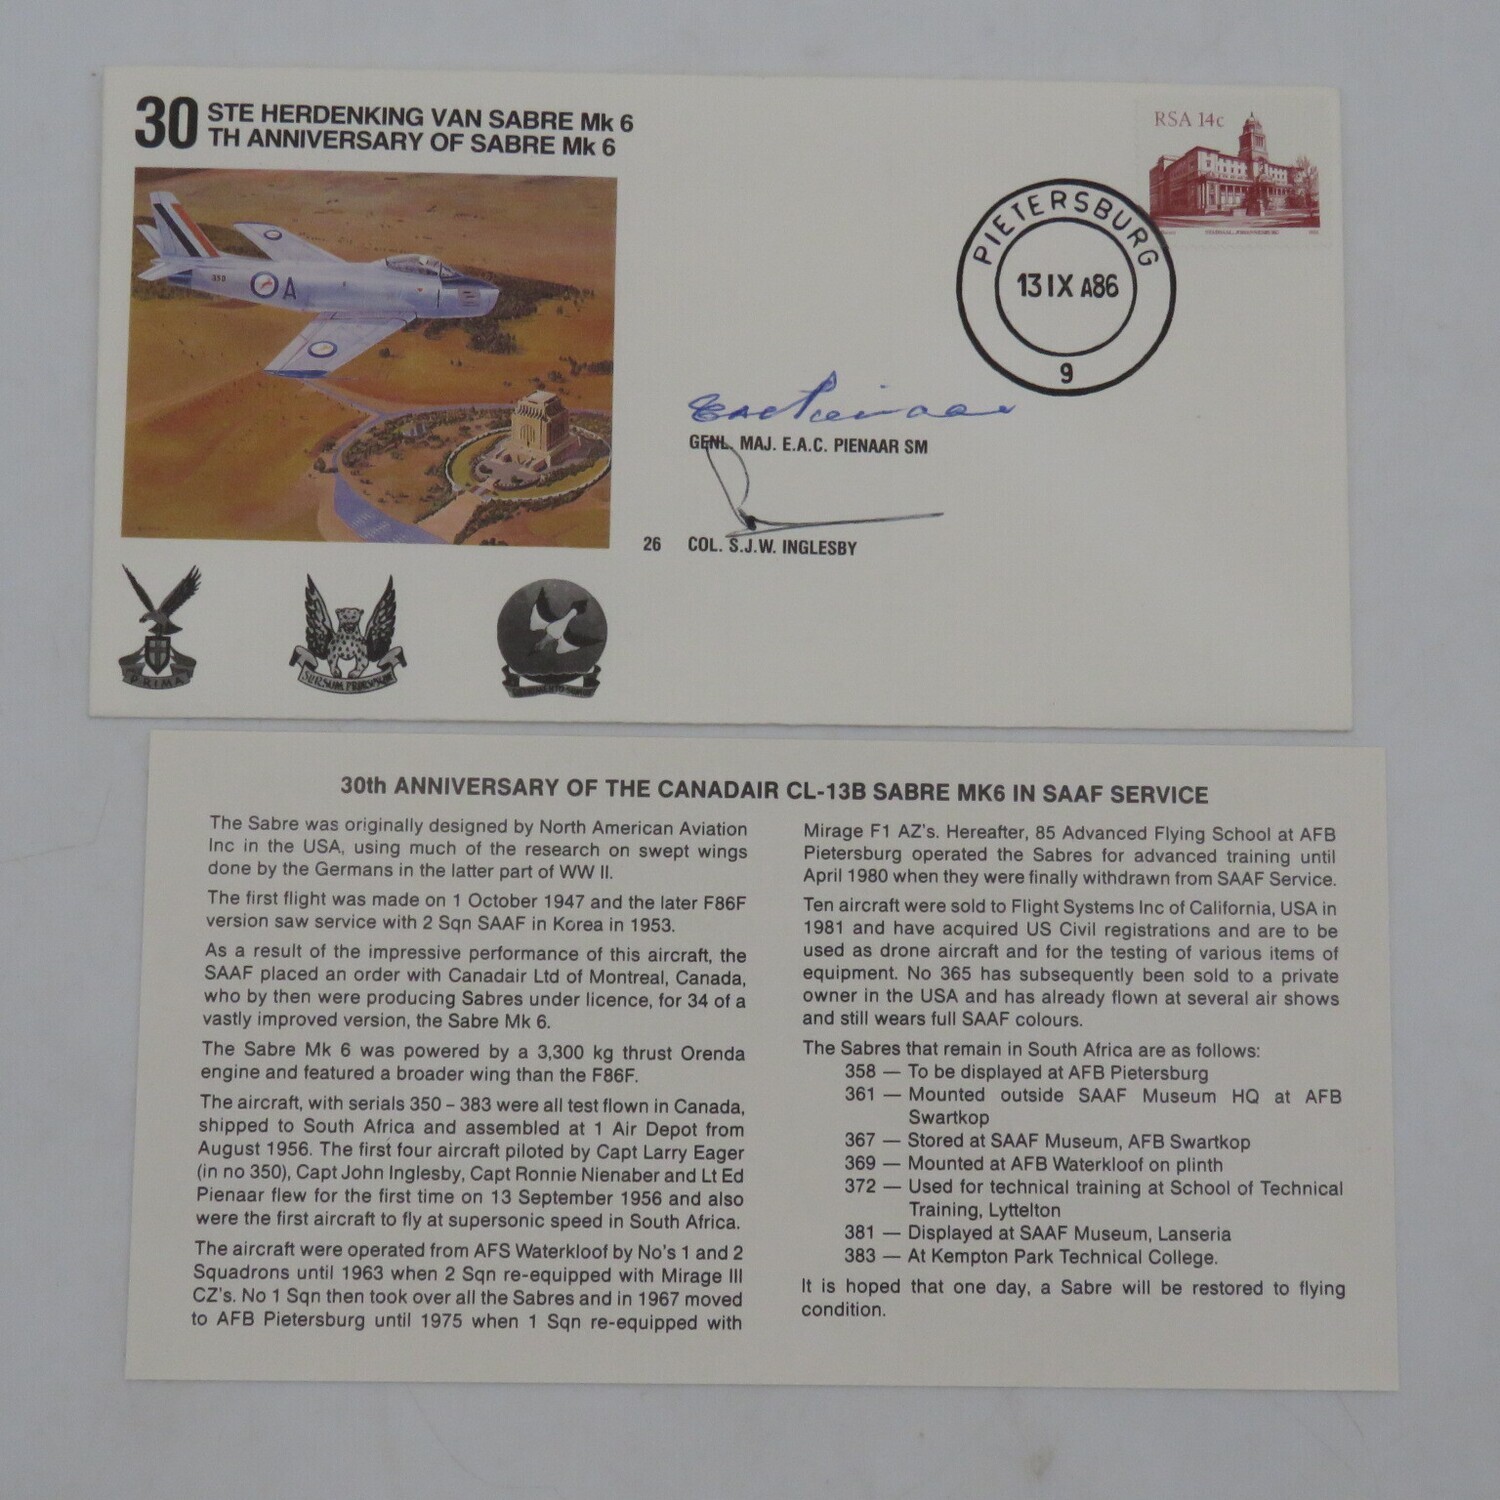 30 STE HERDENKING VAN SABRE Mk 6
TH ANNIVERSARY OF SABRE Mk 6
RSA 14c
PIETERSBURG
13 IX A86
9
350
A
GENL. MAJ. E.A.C. PIENAAR SM
26 COL. S.J.W. INGLESBY
PRIMA
SURSUM PRORSUSQUE
30th ANNIVERSARY OF THE CANADAIR CL-13B SABRE MK6 IN SAAF SERVICE
The Sabre was originally designed by North American Aviation
Inc in the USA, using much of the research on swept wings
done by the Germans in the latter part of WW II.
The first flight was made on 1 October 1947 and the later F86F
version saw service with 2 Sqn SAAF in Korea in 1953.
As a result of the impressive performance of this aircraft, the
SAAF placed an order with Canadair Ltd of Montreal, Canada,
who by then were producing Sabres under licence, for 34 of a
vastly improved version, the Sabre Mk 6.
The Sabre Mk 6 was powered by a 3,300 kg thrust Orenda
engine and featured a broader wing than the F86F.
The aircraft, with serials 350 – 383 were all test flown in Canada,
shipped to South Africa and assembled at 1 Air Depot from
August 1956. The first four aircraft piloted by Capt Larry Eager
(in no 350), Capt John Inglesby, Capt Ronnie Nienaber and Lt Ed
Pienaar flew for the first time on 13 September 1956 and also
were the first aircraft to fly at supersonic speed in South Africa.
The aircraft were operated from AFS Waterkloof by No's 1 and 2
Squadrons until 1963 when 2 Sqn re-equipped with Mirage III
CZ's. No 1 Sqn then took over all the Sabres and in 1967 moved
to AFB Pietersburg until 1975 when 1 Sqn re-equipped with
Mirage F1 AZ's. Hereafter, 85 Advanced Flying School at AFB
Pietersburg operated the Sabres for advanced training until
April 1980 when they were finally withdrawn from SAAF Service.
Ten aircraft were sold to Flight Systems Inc of California, USA in
1981 and have acquired US Civil registrations and are to be
used as drone aircraft and for the testing of various items of
equipment. No 365 has subsequently been sold to a private
owner in the USA and has already flown at several air shows
and still wears full SAAF colours.
The Sabres that remain in South Africa are as follows:
358 — To be displayed at AFB Pietersburg
361 — Mounted outside SAAF Museum HQ at AFB
Swartkop
367 — Stored at SAAF Museum, AFB Swartkop
369 — Mounted at AFB Waterkloof on plinth
372 — Used for technical training at School of Technical
Training, Lyttelton
381 — Displayed at SAAF Museum, Lanseria
383 — At Kempton Park Technical College.
It is hoped that one day, a Sabre will be restored to flying
condition.